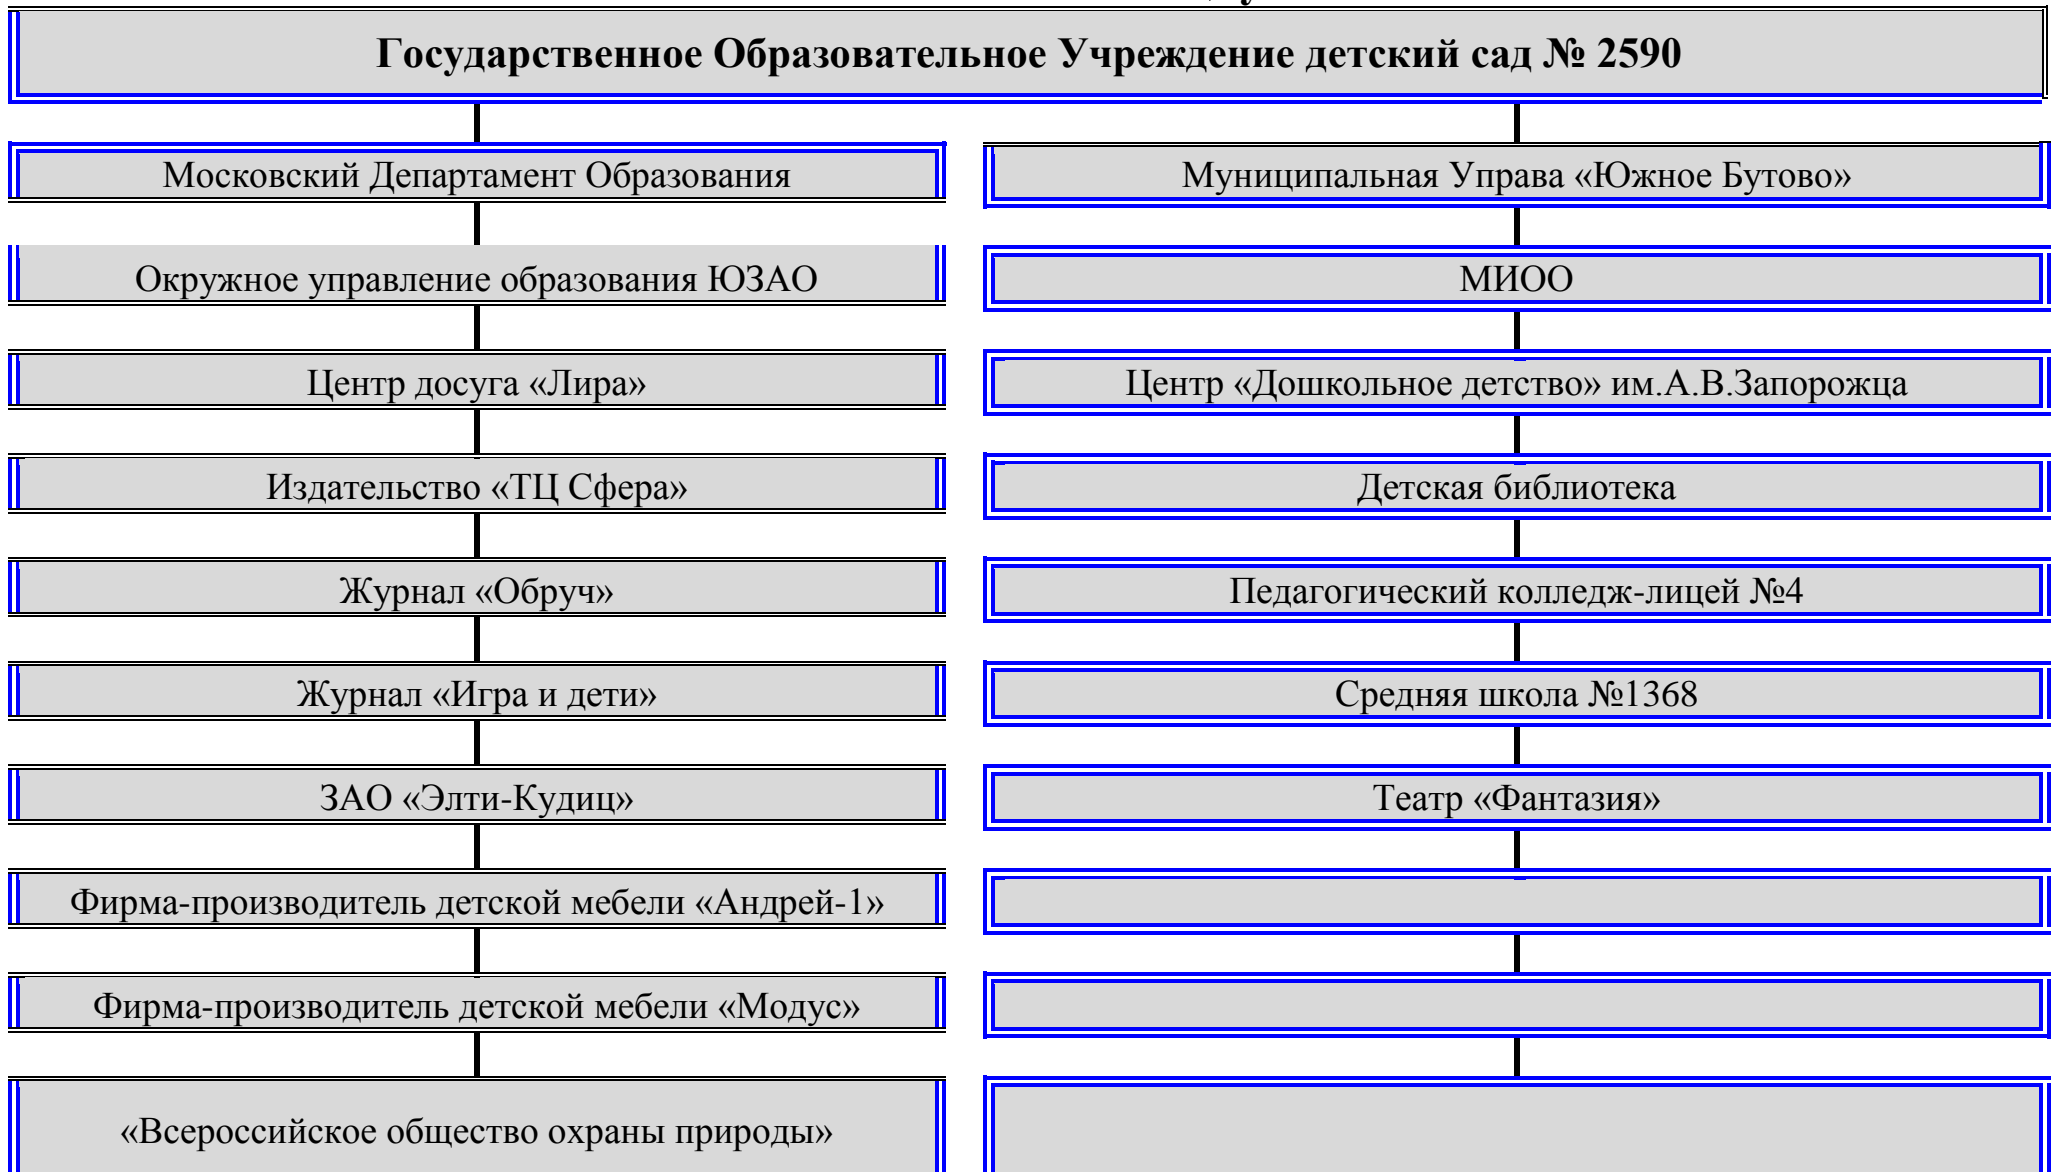 Государственное Образовательное Учреждение детский сад № 2590
Московский Департамент Образования
Муниципальная Управа «Южное Бутово»
Окружное управление образования ЮЗАО
МИОО
Центр досуга «Лира»
Центр «Дошкольное детство» им.А.В.Запорожца
Издательство «ТЦ Сфера»
Детская библиотека
Журнал «Обруч»
Педагогический колледж-лицей №4
Журнал «Игра и дети»
Средняя школа №1368
ЗАО «Элти-Кудиц»
Театр «Фантазия»
Фирма-производитель детской мебели «Андрей-1»
Фирма-производитель детской мебели «Модус»
«Всероссийское общество охраны природы»